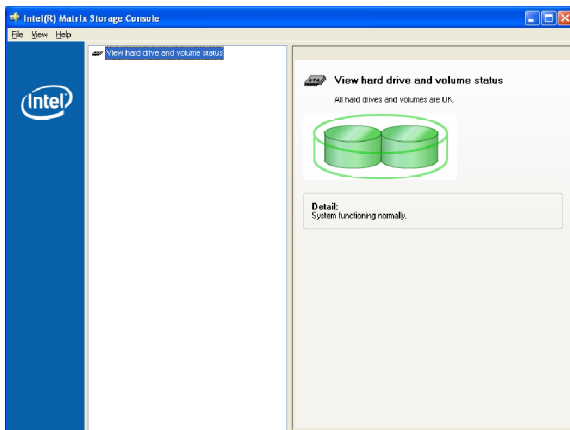 Intel(R) Matrix Storage Console
File View Help
View hard drive and volume status
(intel)
View hard drive and volume status
All hard drives and volumes are OK.
Detail:
System functioning normally.